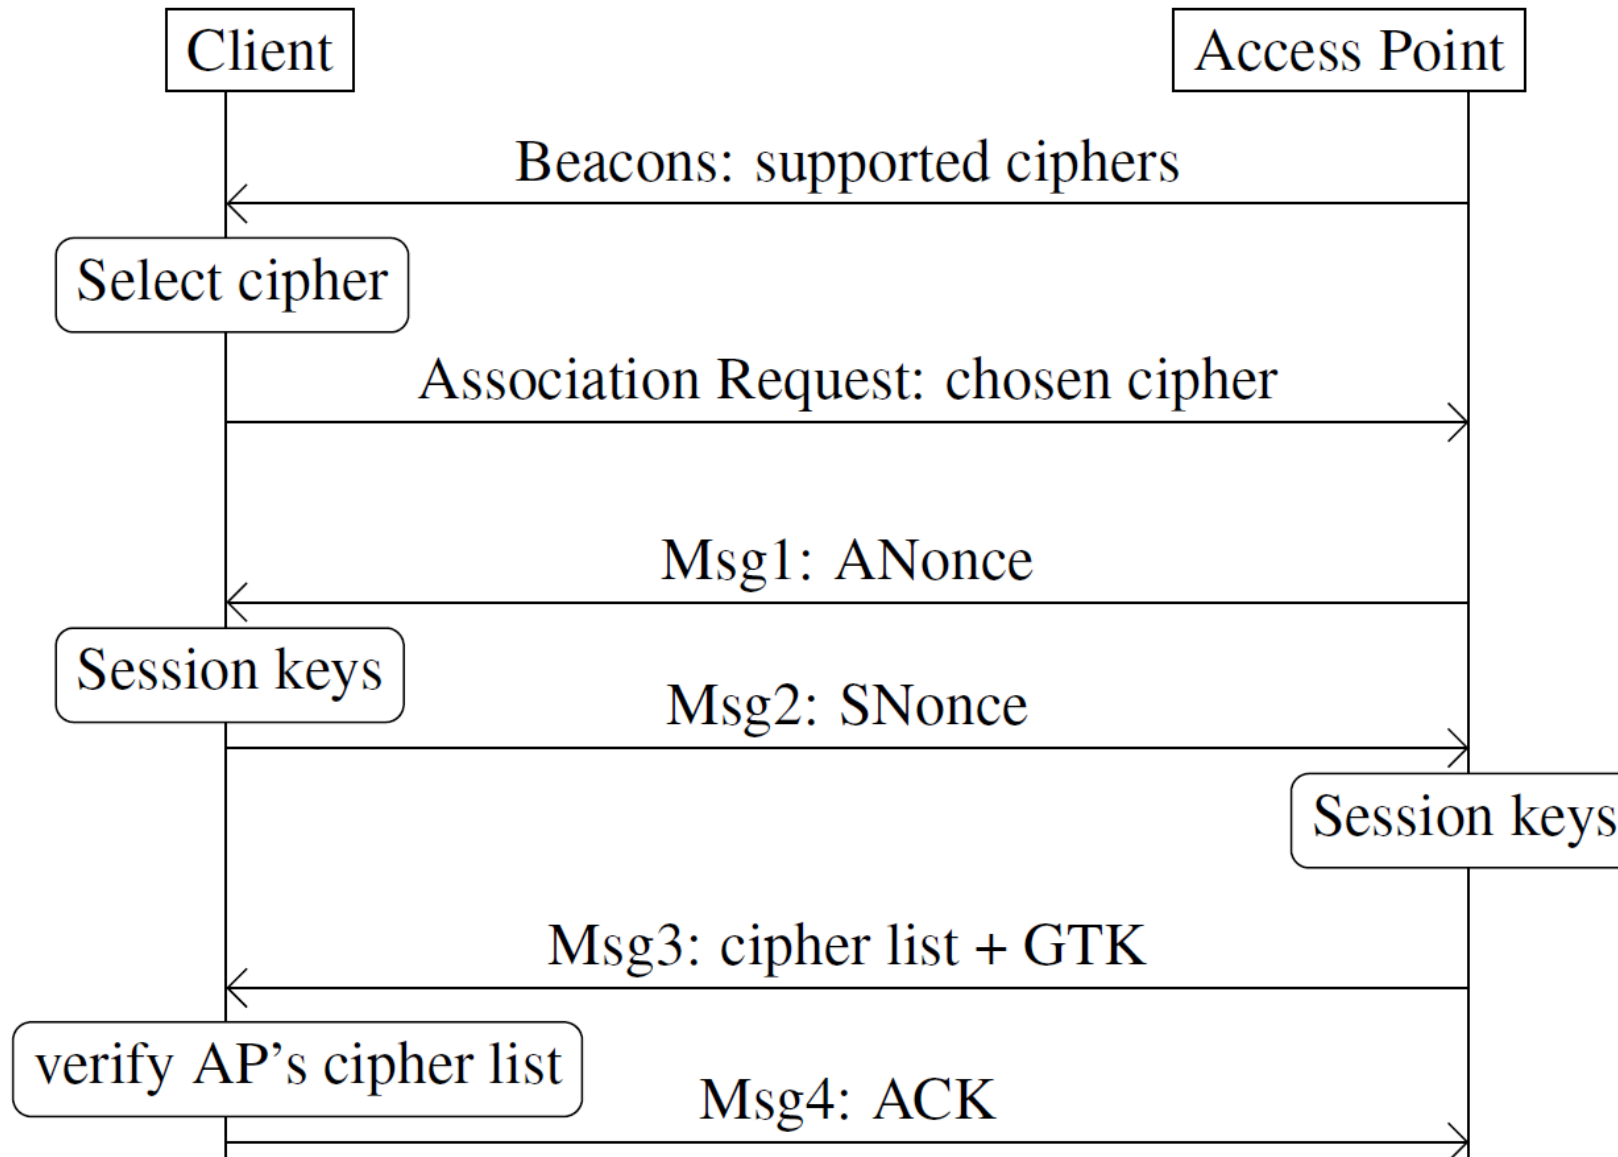 Client
Access Point
Beacons: supported ciphers
Select cipher
Association Request: chosen cipher
Msg1: ANonce
Session keys
Msg2: SNonce
Session keys
Msg3: cipher list + GTK
verify AP’s cipher list
Msg4: ACK